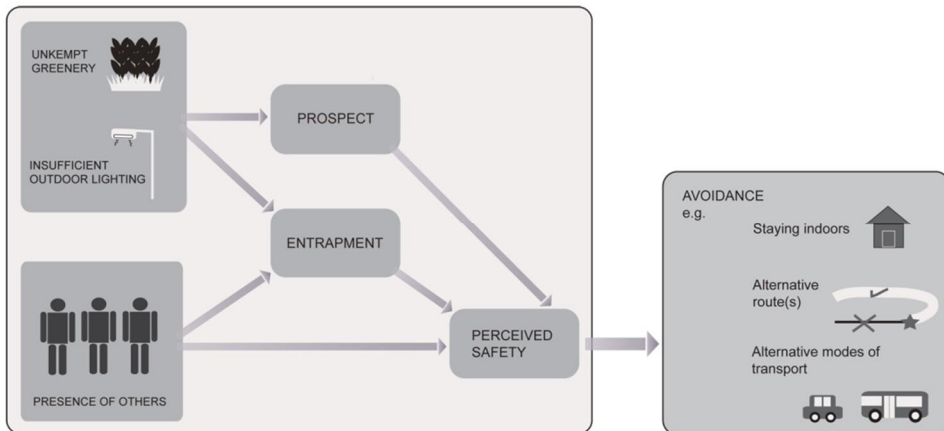 UNKEMPT
GREENERY
INSUFFICIENT
OUTDOOR LIGHTING
PROSPECT
ENTRAPMENT
PRESENCE OF OTHERS
PERCEIVED
SAFETY
AVOIDANCE
e.g.
Staying indoors
Alternative
route(s)
Alternative modes of
transport